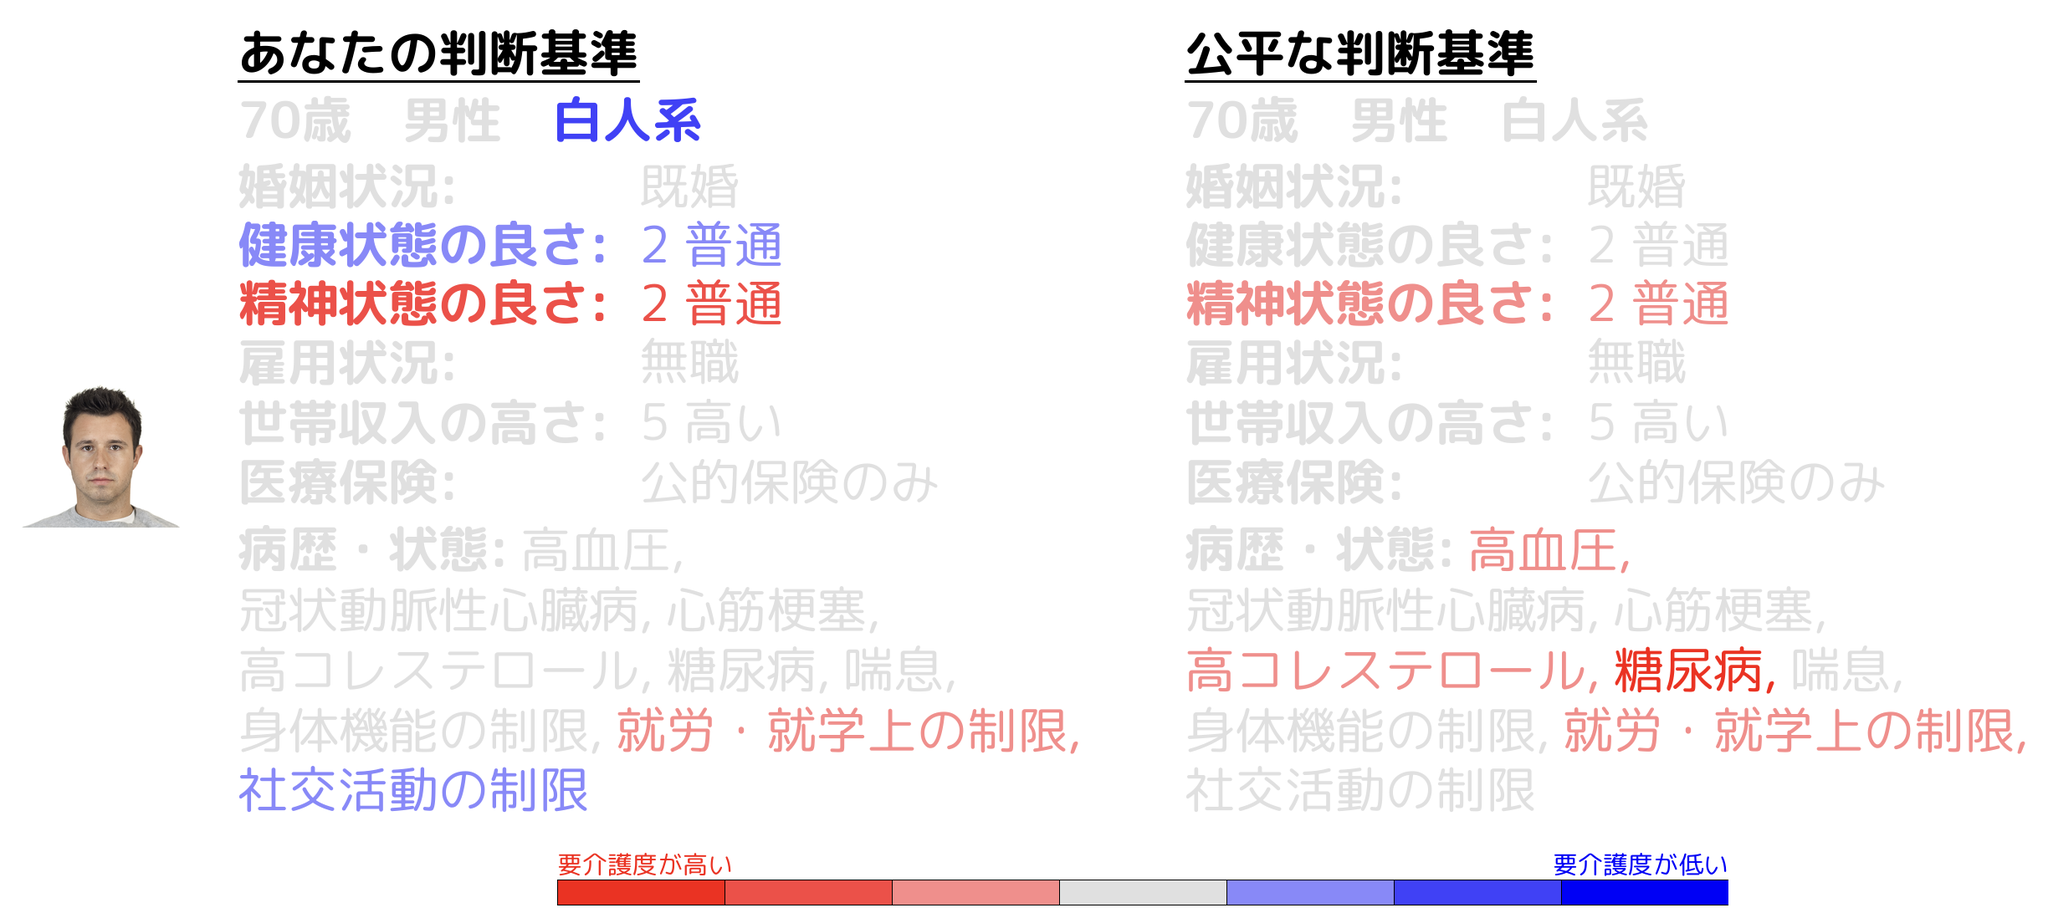 あなたの判断基準
70歳 男性 白人系
婚姻状況: 既婚
健康状態の良さ: 2 普通
精神状態の良さ: 2 普通
雇用状況: 無職
世帯収入の高さ: 5 高い
医療保険: 公的保険のみ
病歴・状態: 高血圧,
冠状動脈性心臓病, 心筋梗塞,
高コレステロール, 糖尿病, 喘息,
身体機能の制限, 就労・就学上の制限,
社交活動の制限
公平な判断基準
70歳 男性 白人系
婚姻状況: 既婚
健康状態の良さ: 2 普通
精神状態の良さ: 2 普通
雇用状況: 無職
世帯収入の高さ: 5 高い
医療保険: 公的保険のみ
病歴・状態: 高血圧,
冠状動脈性心臓病, 心筋梗塞,
高コレステロール, 糖尿病, 喘息,
身体機能の制限, 就労・就学上の制限,
社交活動の制限
要介護度が高い
要介護度が低い